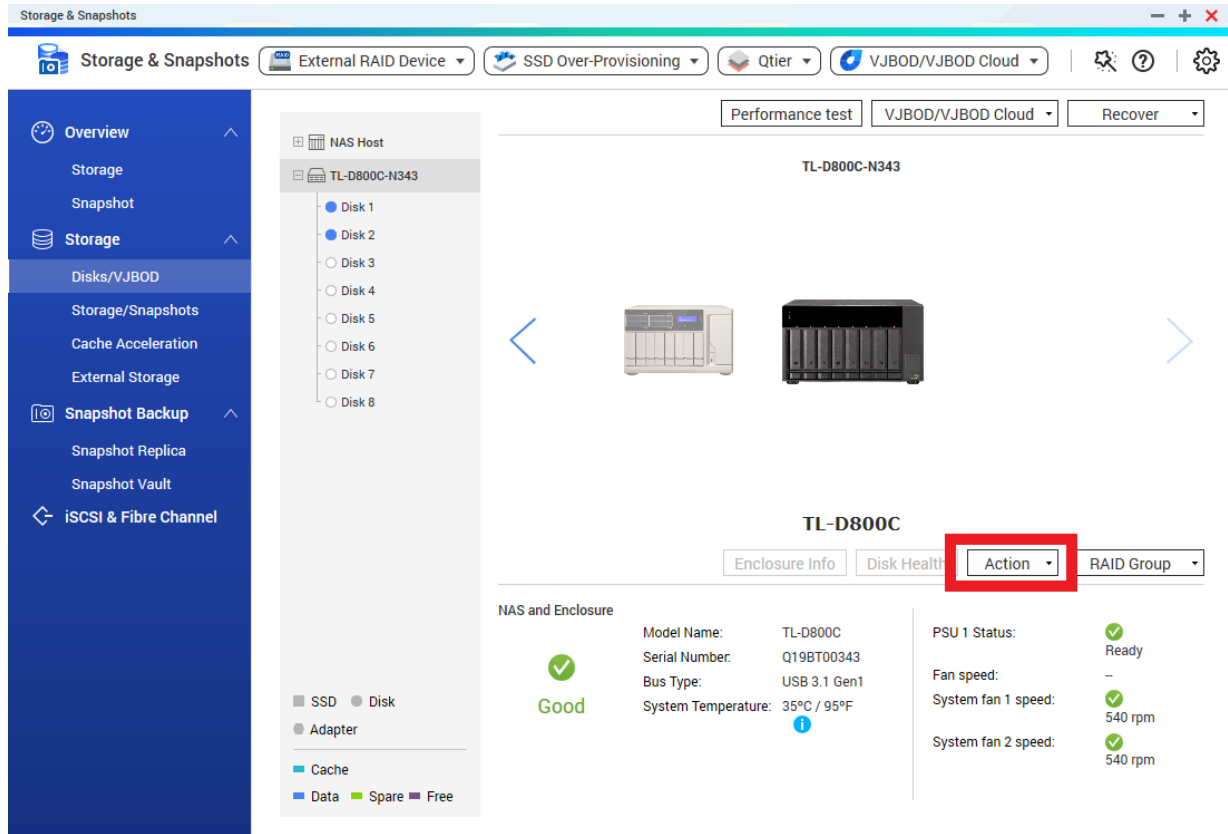 Storage & Snapshots
Storage & Snapshots
External RAID Device
SSD Over-Provisioning
Qtier
VJBOD/VJBOD Cloud
Overview
Storage
Snapshot
Storage
Disks/VJBOD
Storage/Snapshots
Cache Acceleration
External Storage
Snapshot Backup
Snapshot Replica
Snapshot Vault
iSCSI & Fibre Channel
NAS Host
TL-D800C-N343
Disk 1
Disk 2
Disk 3
Disk 4
Disk 5
Disk 6
Disk 7
Disk 8
SSD Disk
Adapter
Cache
Data Spare Free
Performance test VJBOD/VJBOD Cloud Recover
TL-D800C-N343
TL-D800C
Enclosure Info Disk Health Action RAID Group
NAS and Enclosure
Good
Model Name: TL-D800C
Serial Number: Q19BT00343
Bus Type: USB 3.1 Gen1
System Temperature: 35ºC / 95ºF
PSU 1 Status: Ready
Fan speed: --
System fan 1 speed: 540 rpm
System fan 2 speed: 540 rpm